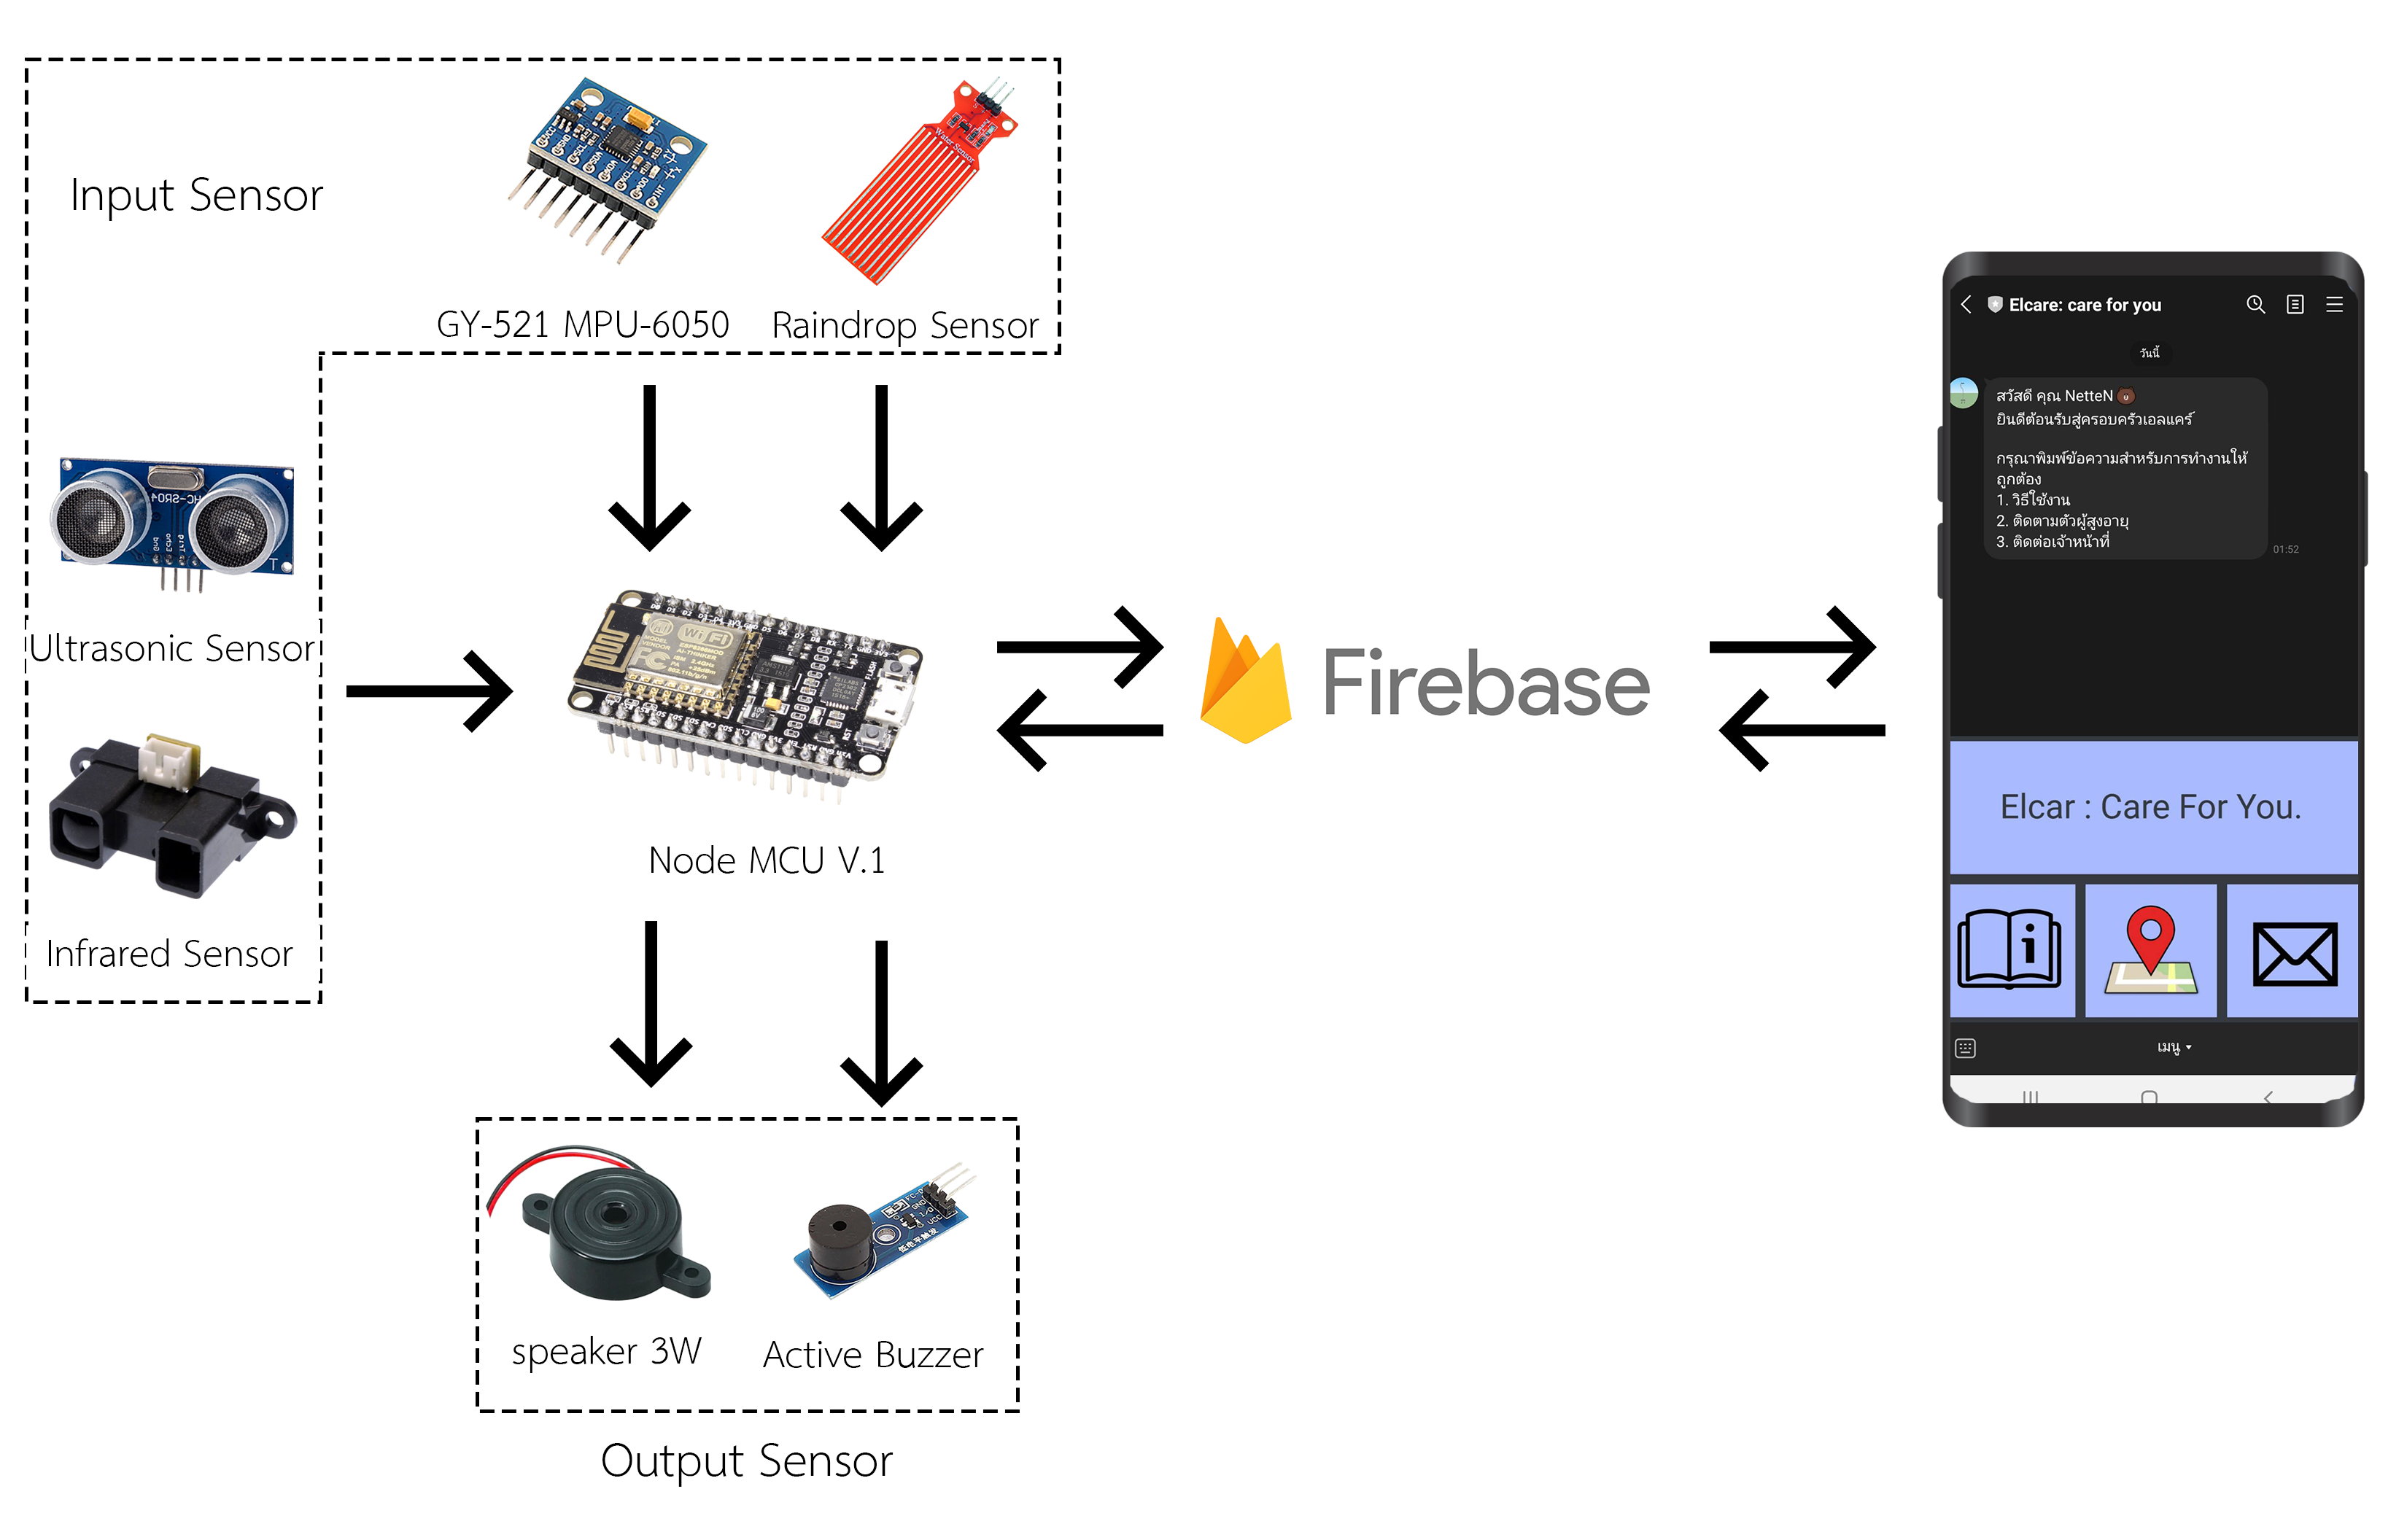 Input Sensor
GY-521 MPU-6050
Raindrop Sensor
Water Sensor
HC-SR04
Ultrasonic Sensor
Infrared Sensor
WiFi
Node MCU V.1
Firebase
speaker 3W
Active Buzzer
Output Sensor
Elcare: care for you
วันนี้
สวัสดี คุณ NetteN
ยินดีต้อนรับสู่ครอบครัวเอลแคร์
กรุณาพิมพ์ข้อความสำหรับการทำงานให้
ถูกต้อง
1. วิธีใช้งาน
2. ติดตามตัวผู้สูงอายุ
3. ติดต่อเจ้าหน้าที่
01:52
Elcar : Care For You.
เมนู